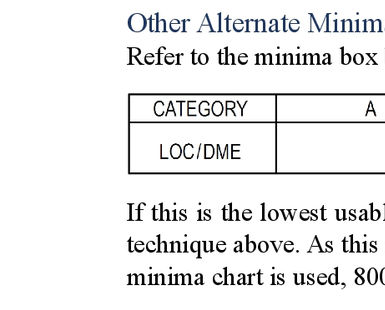 Other Alternate Minim
Refer to the minima box
CATEGORY A
LOC/DME
If this is the lowest usab
technique above. As this
minima chart is used, 800